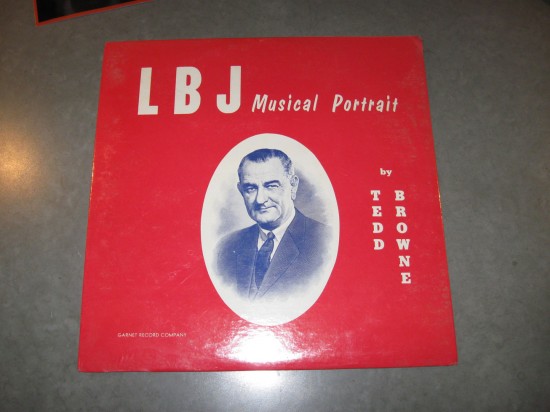 LBJ Musical Portrait
by
TEDD
BROWNE
GARNET RECORD COMPANY